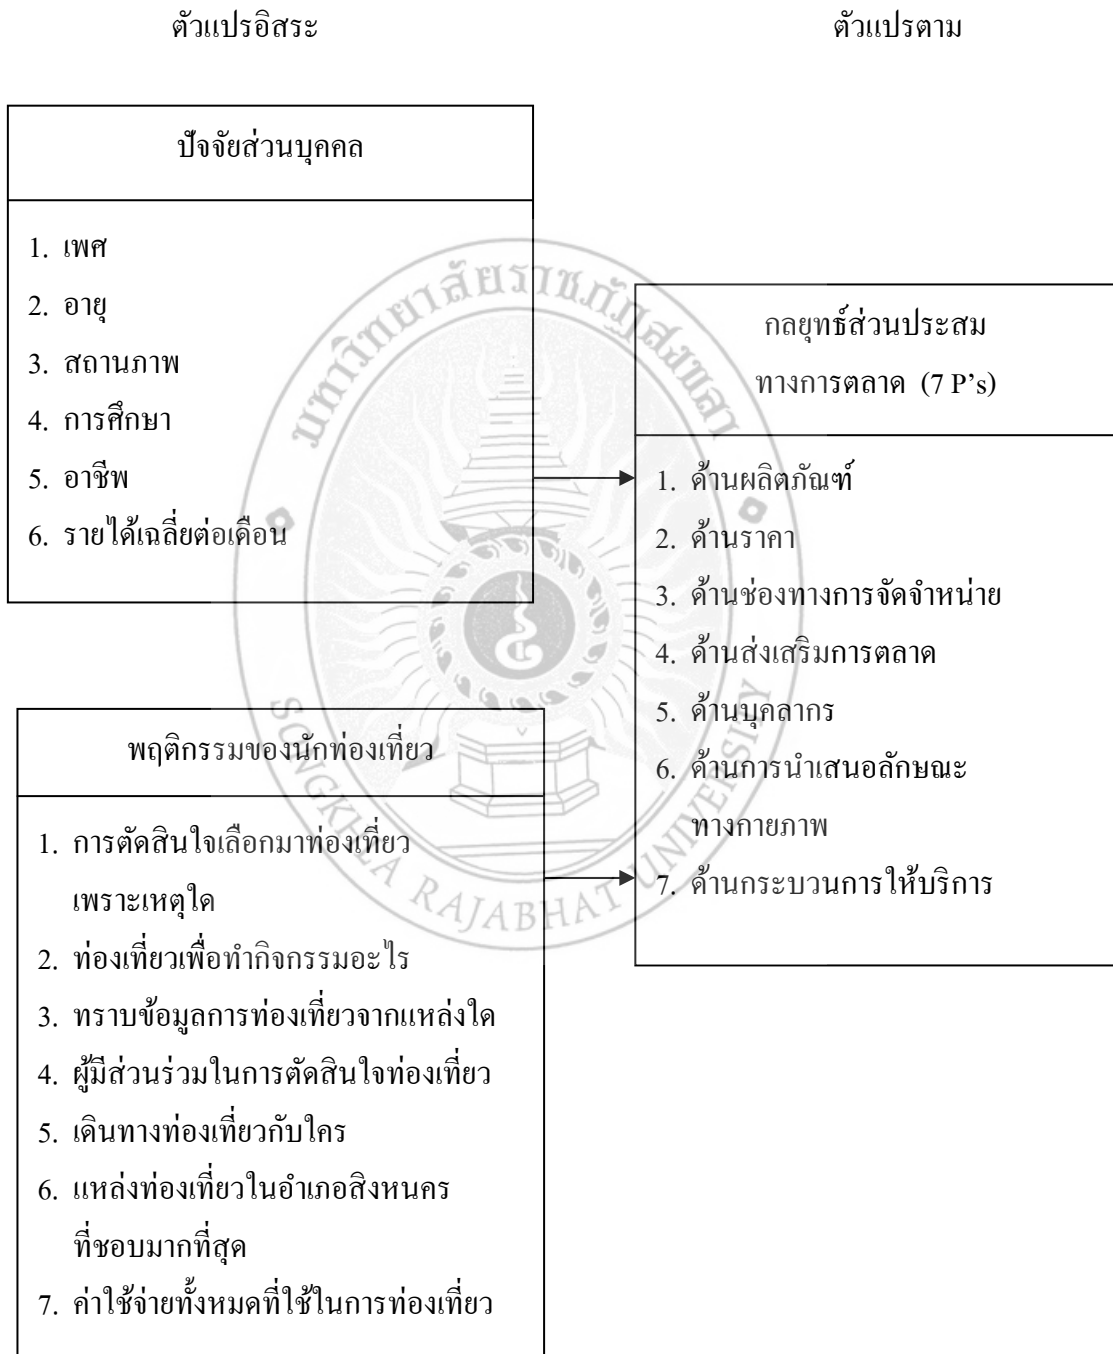 ตัวแปรอิสระ
ตัวแปรตาม
ปัจจัยส่วนบุคคล
1. เพศ
2. อายุ
3. สถานภาพ
4. การศึกษา
5. อาชีพ
6. รายได้เฉลี่ยต่อเดือน
พฤติกรรมของนักท่องเที่ยว
1. การตัดสินใจเลือกมาท่องเที่ยว
เพราะเหตุใด
2. ท่องเที่ยวเพื่อทำกิจกรรมอะไร
3. ทราบข้อมูลการท่องเที่ยวจากแหล่งใด
4. ผู้มีส่วนร่วมในการตัดสินใจท่องเที่ยว
5. เดินทางท่องเที่ยวกับใคร
6. แหล่งท่องเที่ยวในอำเภอสิงหนคร
ที่ชอบมากที่สุด
7. ค่าใช้จ่ายทั้งหมดที่ใช้ในการท่องเที่ยว
กลยุทธ์ส่วนประสม
ทางการตลาด (7 P’s)
1. ด้านผลิตภัณฑ์
2. ด้านราคา
3. ด้านช่องทางการจัดจำหน่าย
4. ด้านส่งเสริมการตลาด
5. ด้านบุคลากร
6. ด้านการนำเสนอลักษณะ
ทางกายภาพ
7. ด้านกระบวนการให้บริการ
มหาวิทยาลัยราชภัฏสงขลา
SONGKHLA RAJABHAT UNIVERSITY